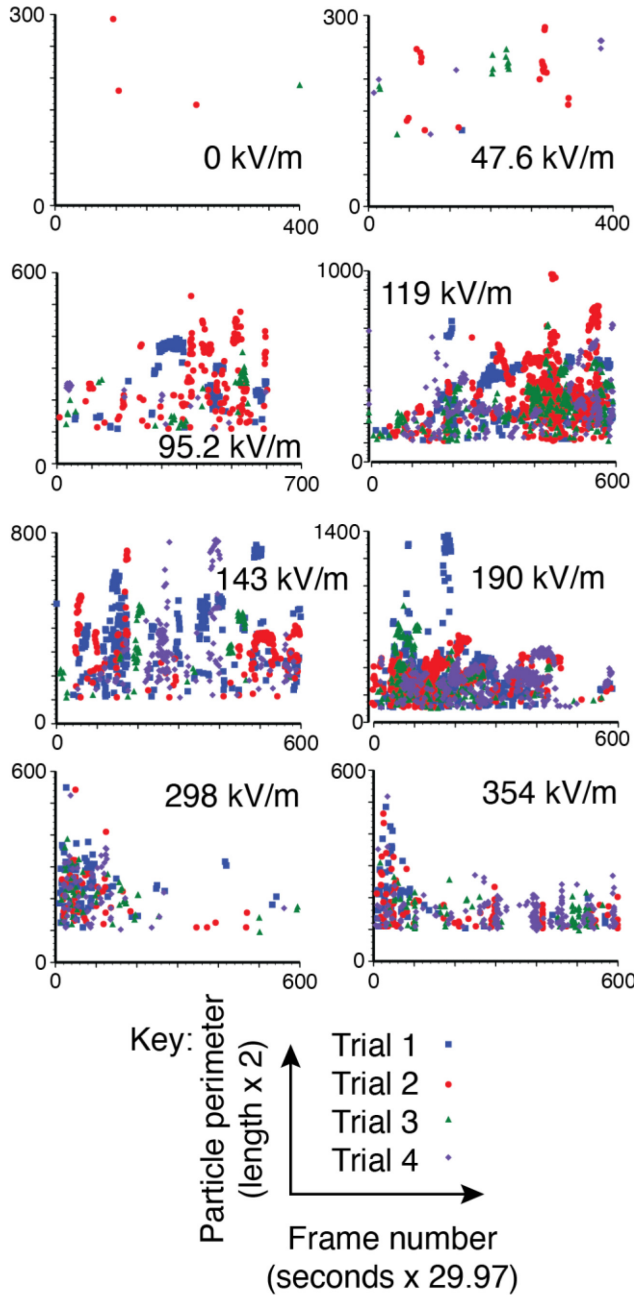 300
0
0
400
0 kV/m
300
0
0
400
47.6 kV/m
600
0
0
700
95.2 kV/m
1000
0
0
600
119 kV/m
800
0
0
600
143 kV/m
1400
0
0
600
190 kV/m
600
0
0
600
298 kV/m
600
0
0
600
354 kV/m
Key:
Particle perimeter
(length x 2)
Trial 1
Trial 2
Trial 3
Trial 4
Frame number
(seconds x 29.97)